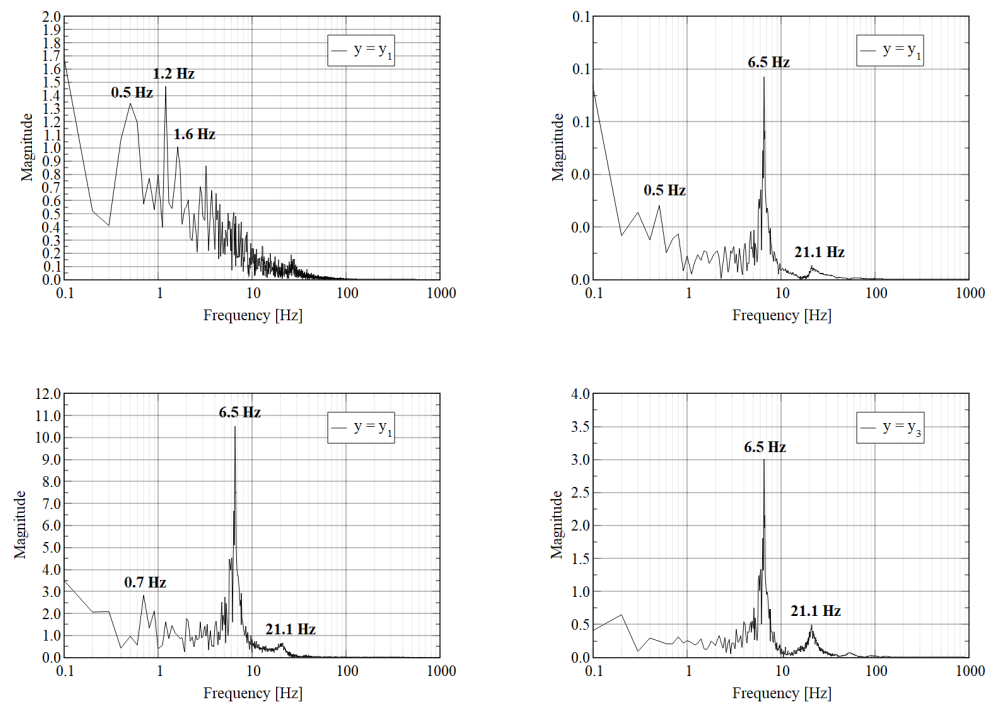 2.0
1.9
1.8
1.7
1.6
1.5
1.4
1.3
1.2
1.1
1.0
0.9
0.8
0.7
0.6
0.5
0.4
0.3
0.2
0.1
0.0
Magnitude
0.5 Hz
1.2 Hz
1.6 Hz
y = y1
0.1 1 10 100 1000
Frequency [Hz]
0.1
0.1
0.1
0.0
0.0
0.0
Magnitude
6.5 Hz
0.5 Hz
21.1 Hz
y = y1
0.1 1 10 100 1000
Frequency [Hz]
12.0
11.0
10.0
9.0
8.0
7.0
6.0
5.0
4.0
3.0
2.0
1.0
0.0
Magnitude
6.5 Hz
0.7 Hz
21.1 Hz
y = y1
0.1 1 10 100 1000
Frequency [Hz]
4.0
3.5
3.0
2.5
2.0
1.5
1.0
0.5
0.0
Magnitude
6.5 Hz
21.1 Hz
y = y3
0.1 1 10 100 1000
Frequency [Hz]